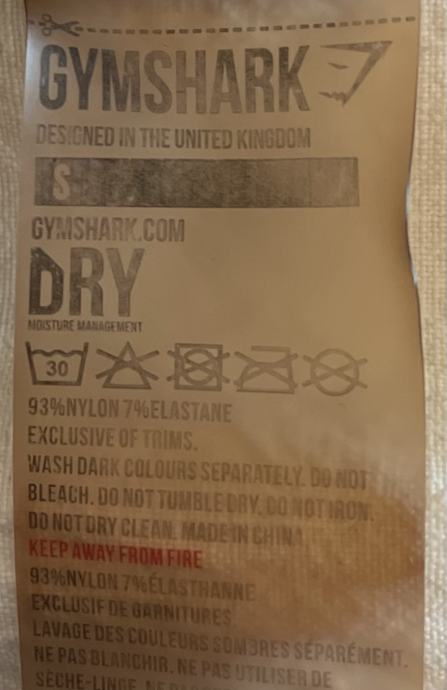 GYMSHARK
DESIGNED IN THE UNITED KINGDOM
S
GYMSHARK.COM
DRY
MOISTURE MANAGEMENT
30
93%NYLON 7%ELASTANE
EXCLUSIVE OF TRIMS.
WASH DARK COLOURS SEPARATELY. DO NOT
BLEACH. DO NOT TUMBLE DRY. DO NOT IRON.
DO NOT DRY CLEAN. MADE IN CHINA
KEEP AWAY FROM FIRE
93%NYLON 7%ÉLASTHANNE
EXCLUSIF DE GARNITURES
LAVAGE DES COULEURS SOMBRES SÉPARÉMENT.
NE PAS BLANCHIR. NE PAS UTILISER DE
SÈCHE-LINGE. NE PAS